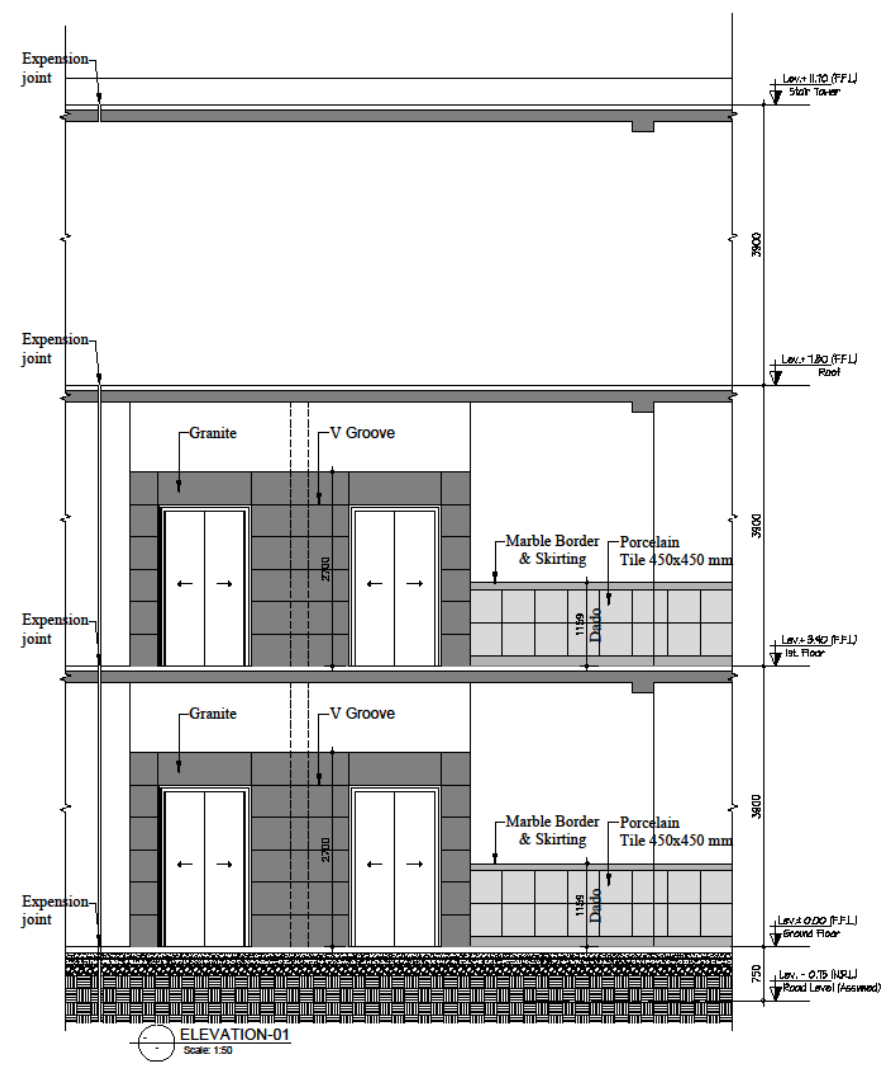 Expension
joint
Lev.+ 11.70 (F.F.L)
Stair Tower
3900
Expension
joint
Lev.+ 7.80 (F.F.L)
Roof
Granite
V Groove
3900
2700
Marble Border
& Skirting
Porcelain
Tile 450x450 mm
1159
Dado
Expension
joint
Lev.+ 3.90 (F.F.L)
1st. Floor
Granite
V Groove
3900
2700
Marble Border
& Skirting
Porcelain
Tile 450x450 mm
1159
Dado
Expension
joint
Lev.± 0.00 (F.F.L)
Ground Floor
750
Lev. - 0.75 (N.R.L)
Road Level (Assumed)
ELEVATION-01
Scale: 1:50